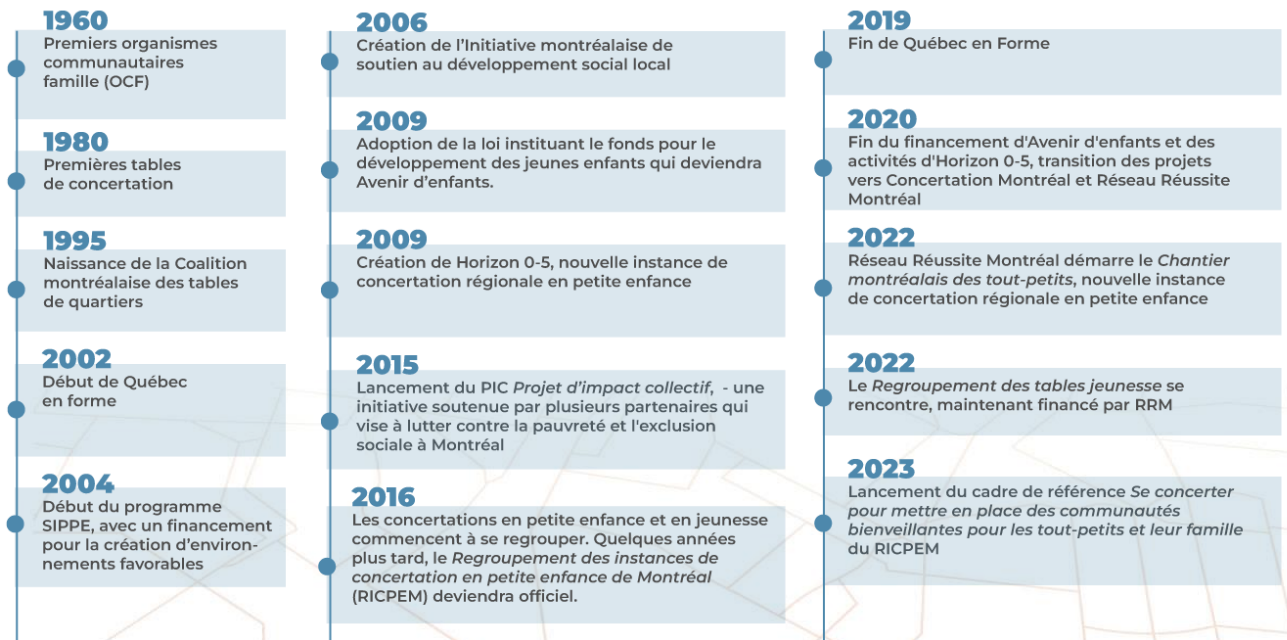 1960
Premiers organismes
communautaires
famille (OCF)
1980
Premières tables
de concertation
1995
Naissance de la Coalition
montréalaise des tables
de quartiers
2002
Début de Québec
en forme
2004
Début du programme
SIPPE, avec un financement
pour la création d'environ-
nements favorables
2006
Création de l'Initiative montréalaise de
soutien au développement social local
2009
Adoption de la loi instituant le fonds pour le
développement des jeunes enfants qui deviendra
Avenir d'enfants.
2009
Création de Horizon 0-5, nouvelle instance de
concertation régionale en petite enfance
2015
Lancement du PIC Projet d'impact collectif,  - une
initiative soutenue par plusieurs partenaires qui
vise à lutter contre la pauvreté et l'exclusion
sociale à Montréal
2016
Les concertations en petite enfance et en jeunesse
commencent à se regrouper. Quelques années
plus tard, le Regroupement des instances de
concertation en petite enfance de Montréal
(RICPEM) deviendra officiel.
2019
Fin de Québec en Forme
2020
Fin du financement d'Avenir d'enfants et des
activités d'Horizon 0-5, transition des projets
vers Concertation Montréal et Réseau Réussite
Montréal
2022
Réseau Réussite Montréal démarre le Chantier
montréalais des tout-petits, nouvelle instance
de concertation régionale en petite enfance
2022
Le Regroupement des tables jeunesse se
rencontre, maintenant financé par RRM
2023
Lancement du cadre de référence Se concerter
pour mettre en place des communautés
bienveillantes pour les tout-petits et leur famille
du RICPEM